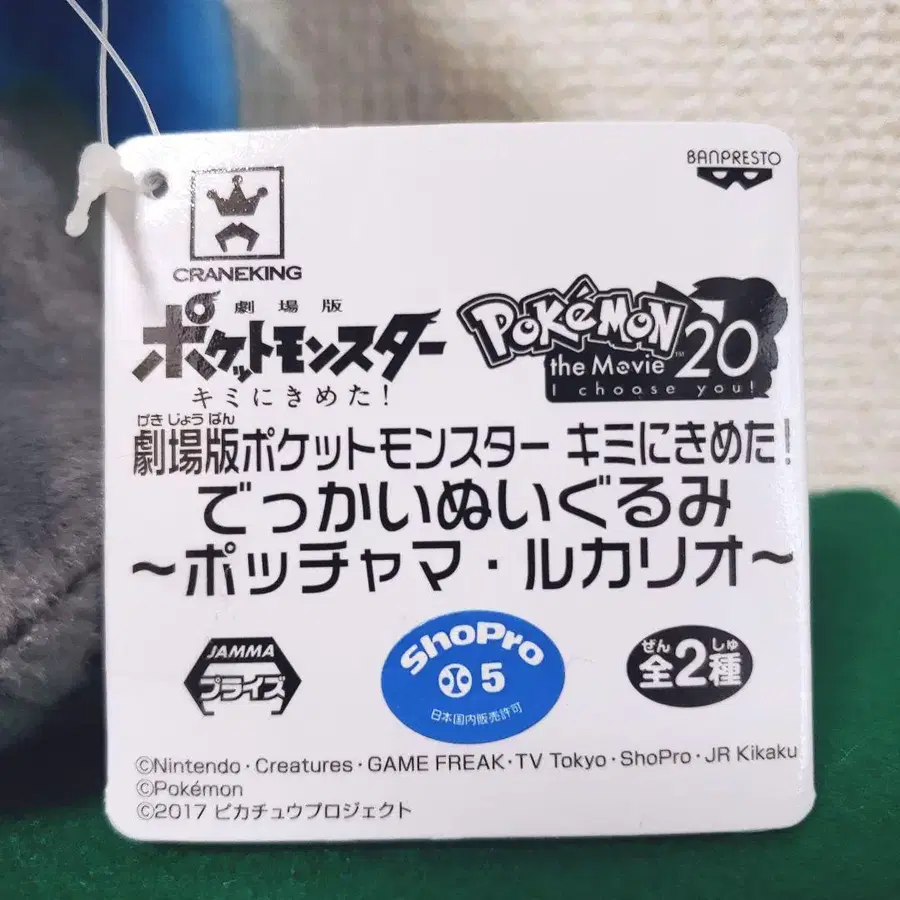 BANPRESTO
CRANEKING
劇場版
ポケットモンスター
キミにきめた!
POKéMON
the Movie™ 20
I choose you!
げきじょうばん
劇場版ポケットモンスター キミにきめた!
でっかいぬいぐるみ
~ポッチャマ・ルカリオ~
JAMMA
プライズ
ShoPro
5
日本国内販売許可
ぜん しゅ
全2種
©Nintendo・Creatures・GAME FREAK・TV Tokyo・ShoPro・JR Kikaku
©Pokémon
©2017 ピカチュウプロジェクト